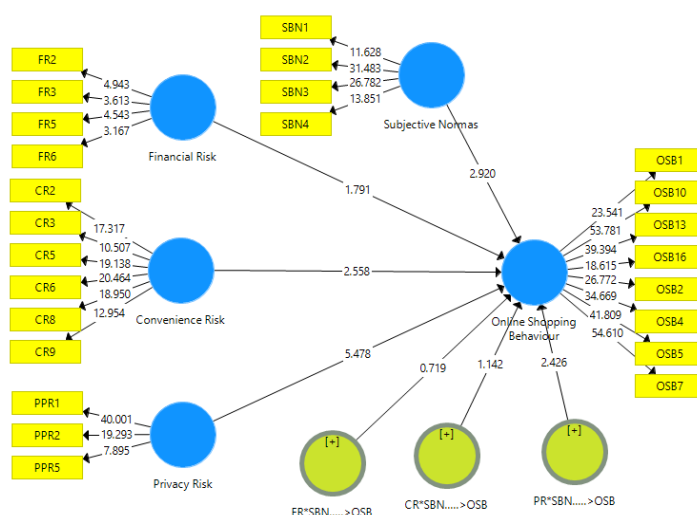 SBN1
SBN2
SBN3
SBN4
11.628
31.483
26.782
13.851
Subjective Normas
FR2
FR3
FR5
FR6
4.943
3.613
4.543
3.167
Financial Risk
CR2
CR3
CR5
CR6
CR8
CR9
17.317
10.507
19.138
20.464
18.950
12.954
Convenience Risk
PPR1
PPR2
PPR5
40.001
19.293
7.895
Privacy Risk
1.791
2.920
2.558
5.478
0.719
1.142
2.426
Online Shopping
Behaviour
23.541
53.781
39.394
18.615
26.772
34.669
41.809
54.610
OSB1
OSB10
OSB13
OSB16
OSB2
OSB4
OSB5
OSB7
[+]
FR*SBN.....>OSB
[+]
CR*SBN.....>OSB
[+]
PR*SBN.....>OSB